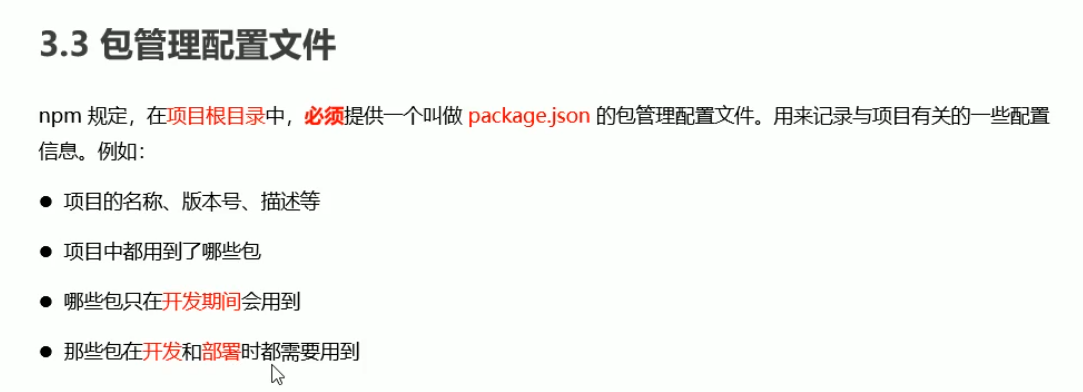 3.3 包管理配置文件
npm 规定，在项目根目录中，必须提供一个叫做 package.json 的包管理配置文件。用来记录与项目有关的一些配置
信息。例如：
● 项目的名称、版本号、描述等
● 项目中都用到了哪些包
● 哪些包只在开发期间会用到
● 那些包在开发和部署时都需要用到